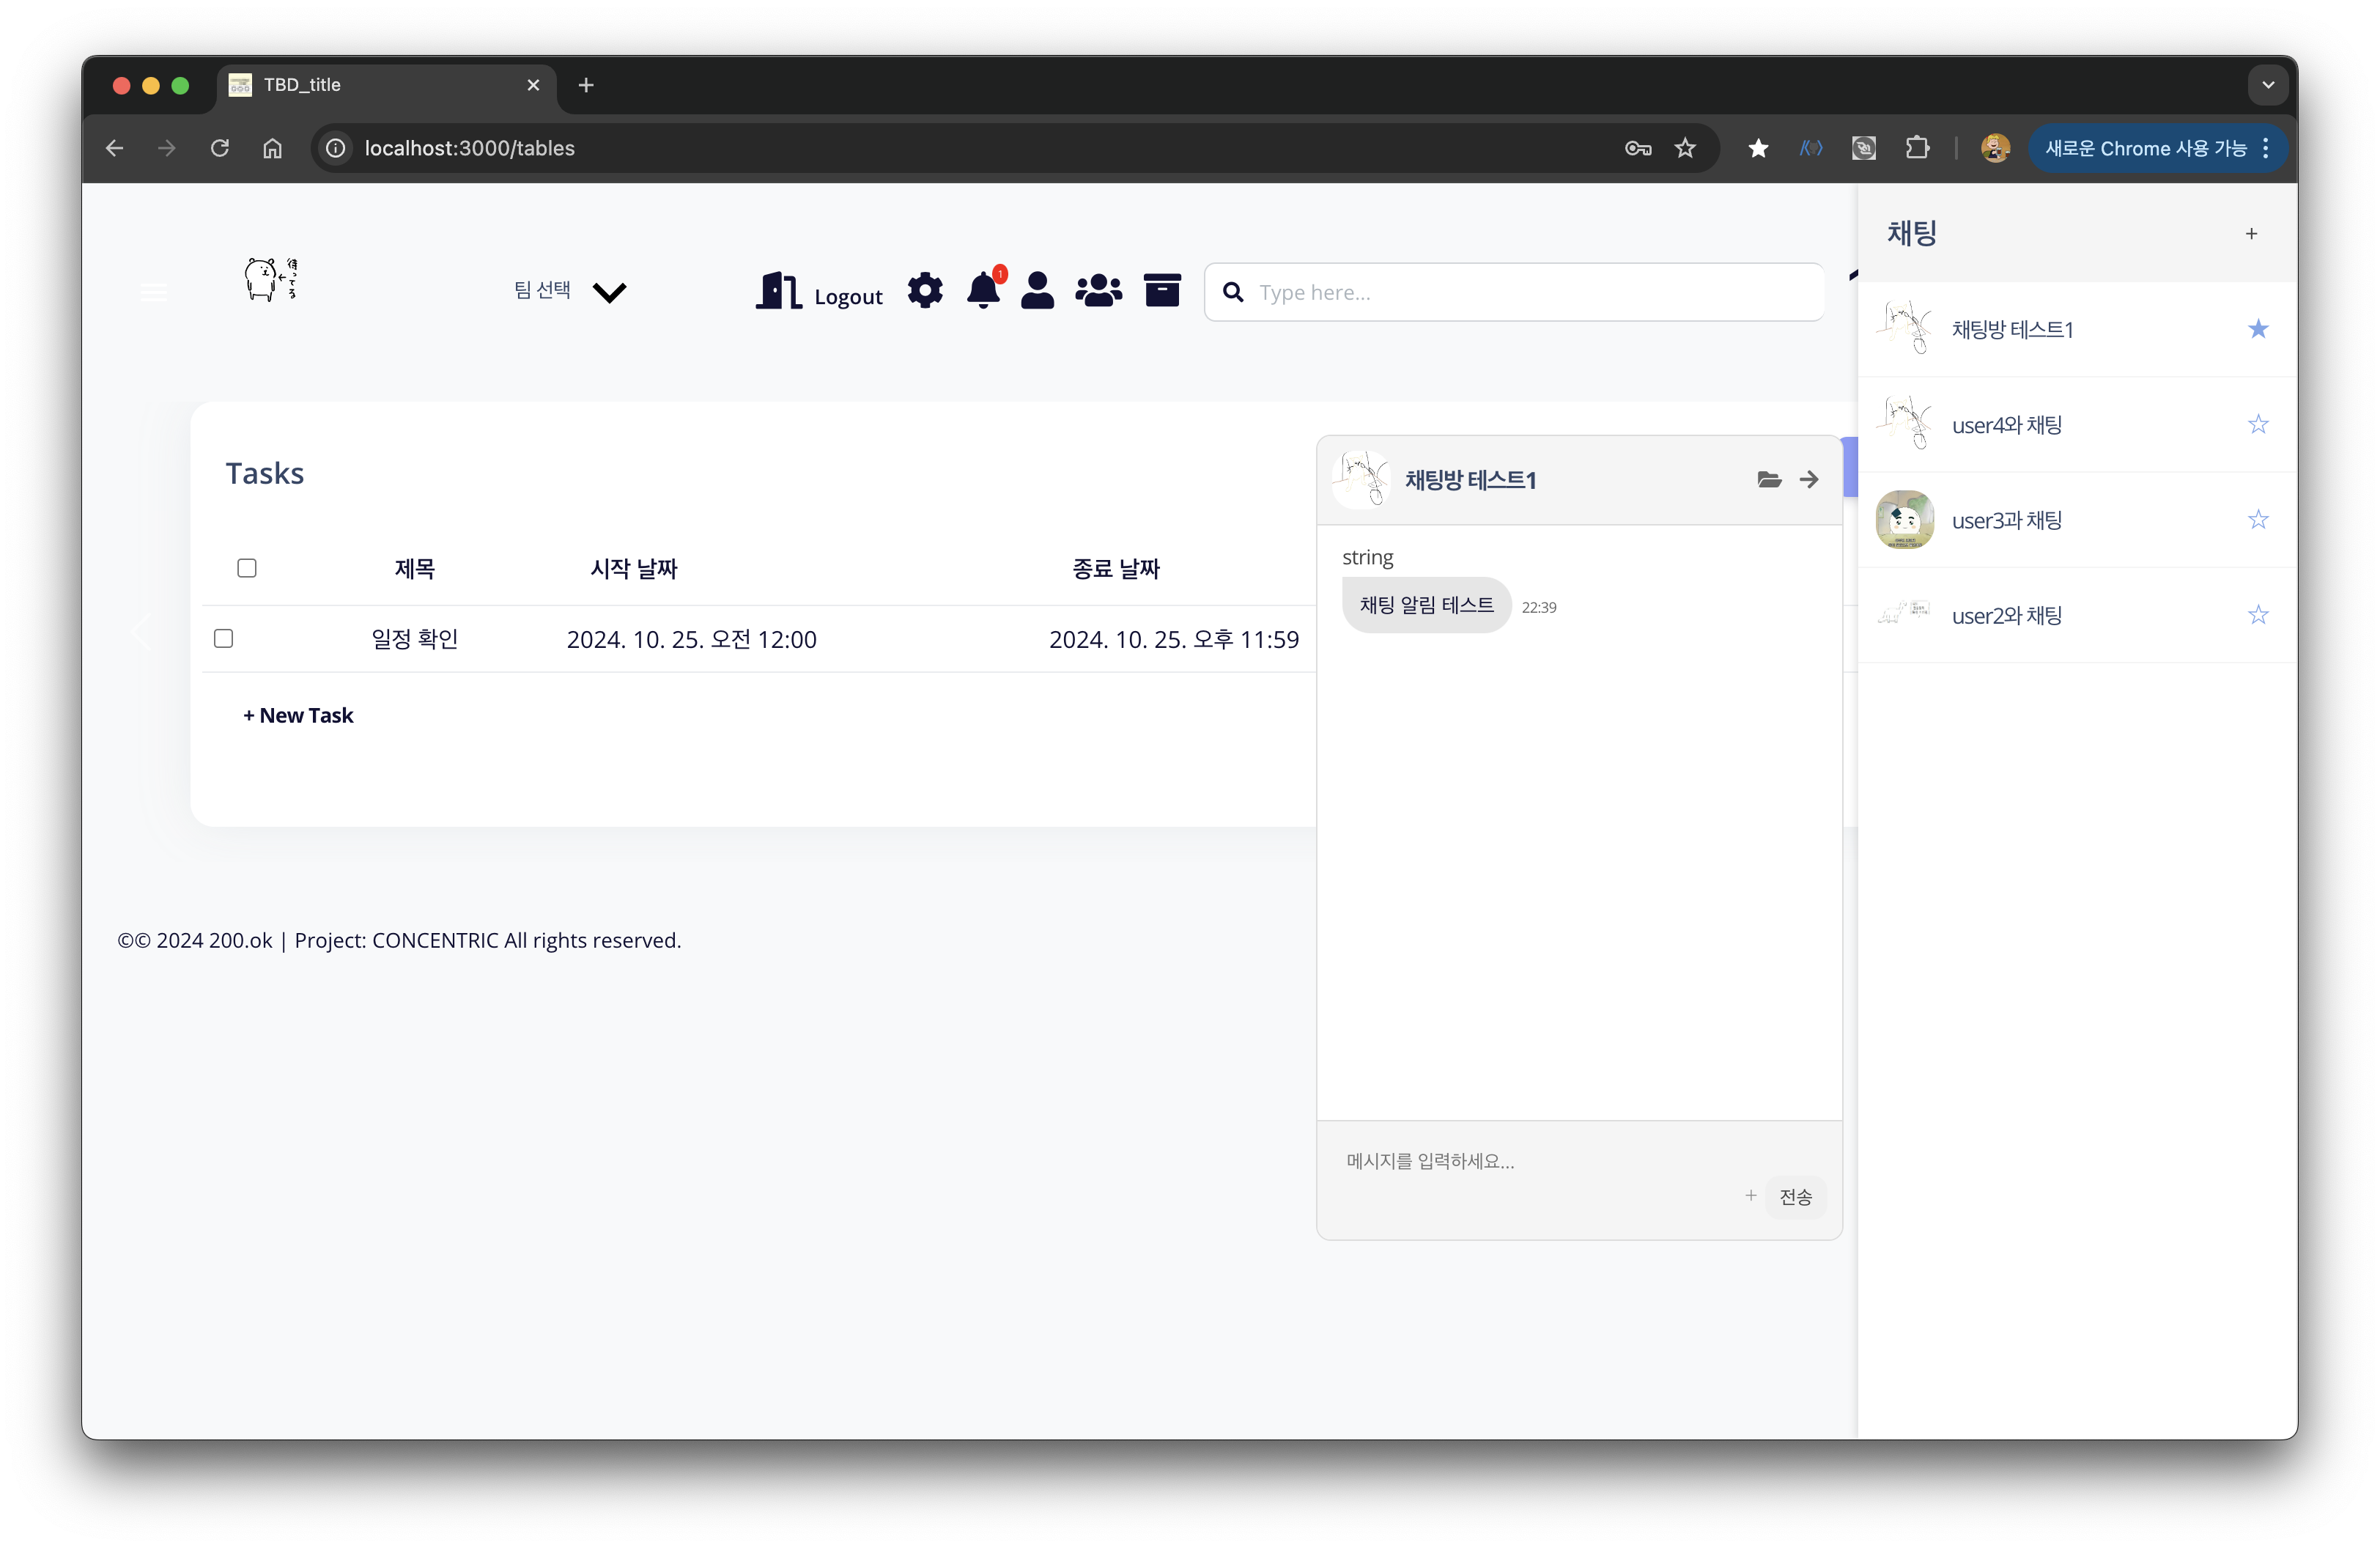 TBD_title
localhost:3000/tables
새로운 Chrome 사용 가능
待ってる
팀 선택
Logout
1
Type here...
채팅
+
채팅방 테스트1
user4와 채팅
user3과 채팅
user2와 채팅
Tasks
제목 시작 날짜 종료 날짜
일정 확인 2024. 10. 25. 오전 12:00 2024. 10. 25. 오후 11:59
+ New Task
채팅방 테스트1
string
채팅 알림 테스트 22:39
메시지를 입력하세요...
+ 전송
©© 2024 200.ok | Project: CONCENTRIC All rights reserved.